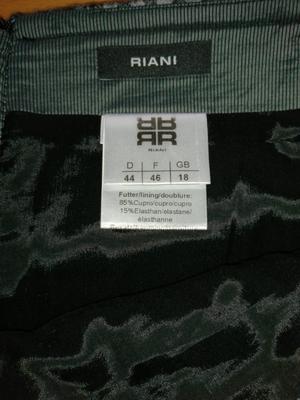 RIANI
RIANI
D F GB
44 46 18
Futter/lining/doublure:
85%Cupro/cupro/cupro
15%Elasthan/elastane/
élasthanne